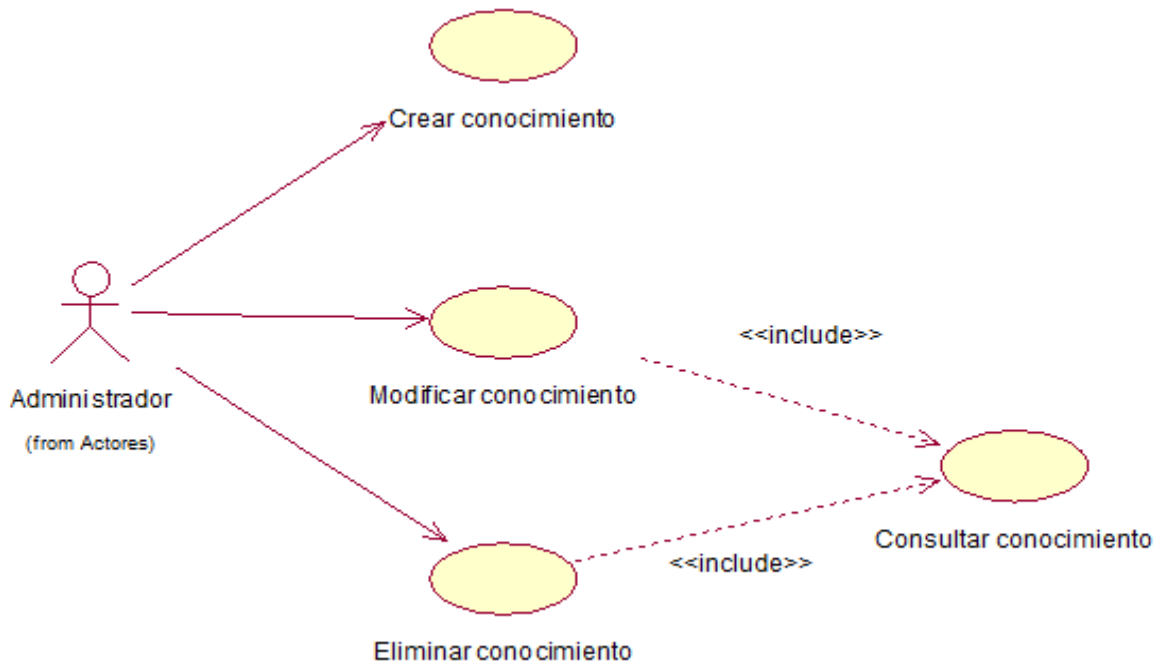 Crear conocimiento
<<include>>
Modificar conocimiento
Administrador
(from Actores)
Consultar conocimiento
<<include>>
Eliminar conocimiento